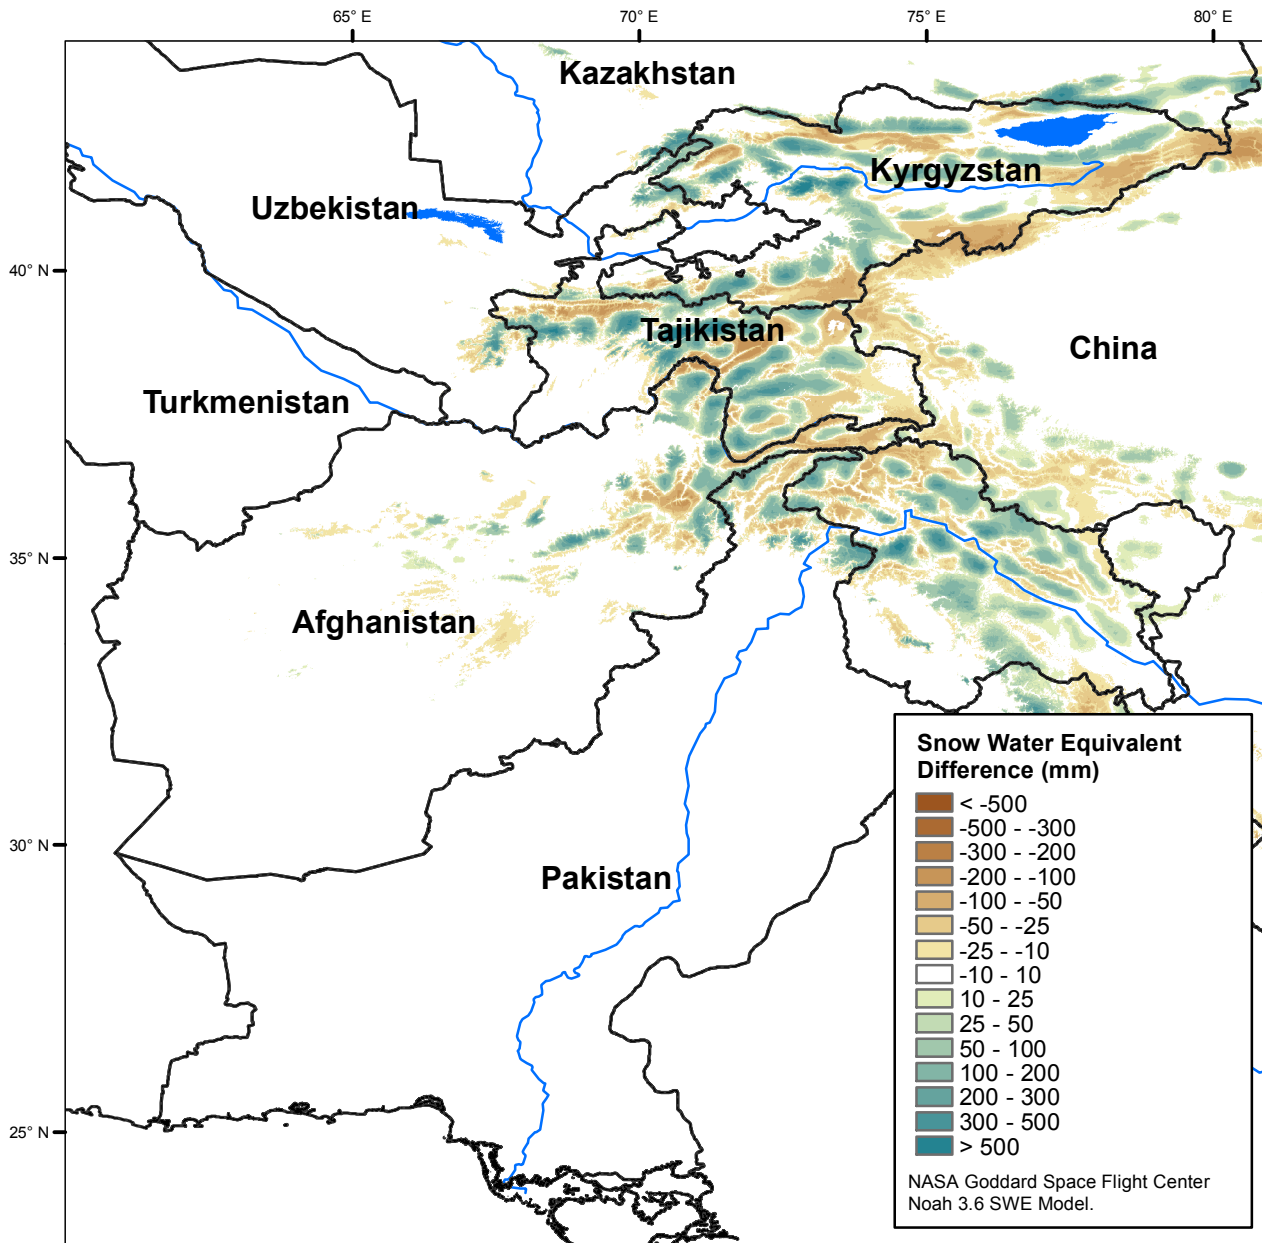 65° E
70° E
75° E
80° E
Kazakhstan
Kyrgyzstan
Uzbekistan
40° N
Tajikistan
China
Turkmenistan
35° N
Afghanistan
Snow Water Equivalent
Difference (mm)
< -500
-500 - -300
-300 - -200
-200 - -100
-100 - -50
-50 - -25
-25 - -10
-10 - 10
10 - 25
25 - 50
50 - 100
100 - 200
200 - 300
300 - 500
> 500
NASA Goddard Space Flight Center
Noah 3.6 SWE Model.
30° N
Pakistan
25° N